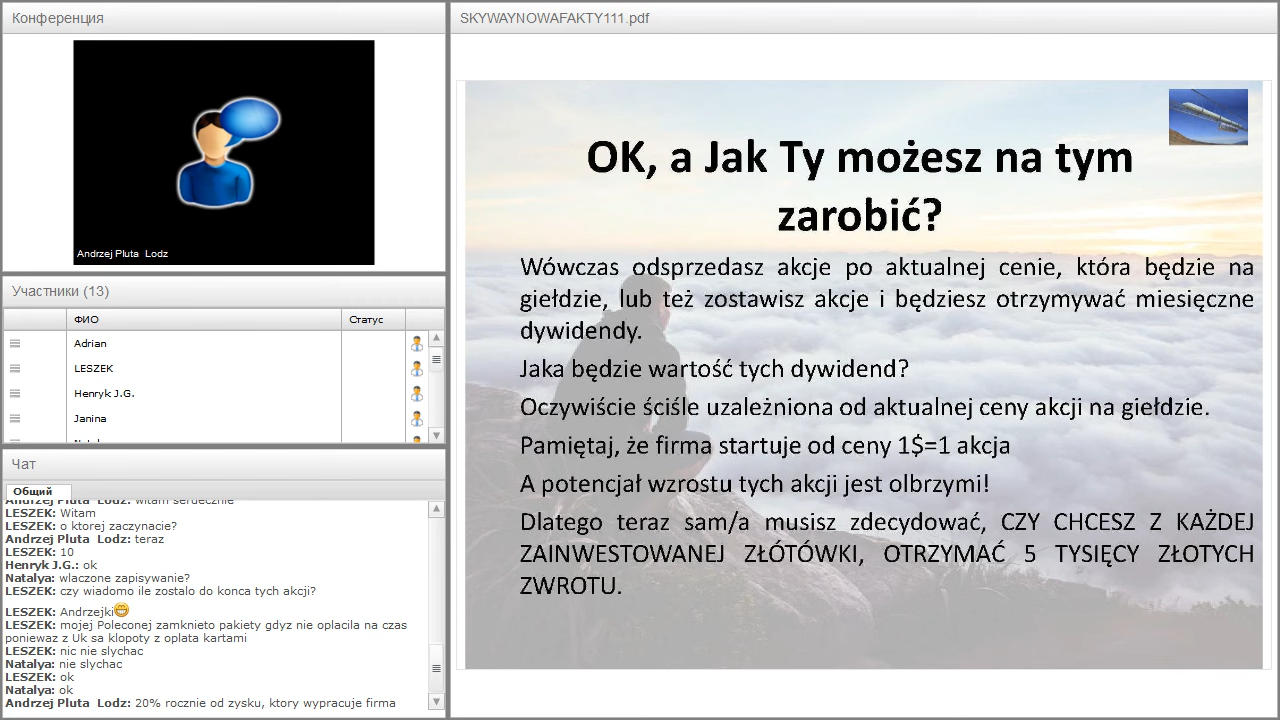 Конференция
Andrzej Pluta Lodz
Участники (13)
ФИО
Статус
Adrian
LESZEK
Henryk J.G.
Janina
Чат
Общий
Andrzej Pluta Lodz: witam serdecznie
LESZEK: Witam
LESZEK: o ktorej zaczynacie?
Andrzej Pluta Lodz: teraz
LESZEK: 10
Henryk J.G.: ok
Natalya: wlaczone zapisywanie?
LESZEK: czy wiadomo ile zostalo do konca tych akcji?
LESZEK: Andrzejki
LESZEK: mojej Poleconej zamknieto pakiety gdyz nie oplacila na czas
poniewaz z Uk sa klopoty z oplata kartami
LESZEK: nic nie slychac
Natalya: nie slychac
LESZEK: ok
Natalya: ok
Andrzej Pluta Lodz: 20% rocznie od zysku, ktory wypracuje firma
SKYWAYNOWAFAKTY111.pdf
OK, a Jak Ty możesz na tym
zarobić?
Wówczas odsprzedasz akcje po aktualnej cenie, która będzie na
giełdzie, lub też zostawisz akcje i będziesz otrzymywać miesięczne
dywidendy.
Jaka będzie wartość tych dywidend?
Oczywiście ściśle uzależniona od aktualnej ceny akcji na giełdzie.
Pamiętaj, że firma startuje od ceny 1$=1 akcja
A potencjał wzrostu tych akcji jest olbrzymi!
Dlatego teraz sam/a musisz zdecydować, CZY CHCESZ Z KAŻDEJ
ZAINWESTOWANEJ ZŁÓTÓWKI, OTRZYMAĆ 5 TYSIĘCY ZŁOTYCH
ZWROTU.